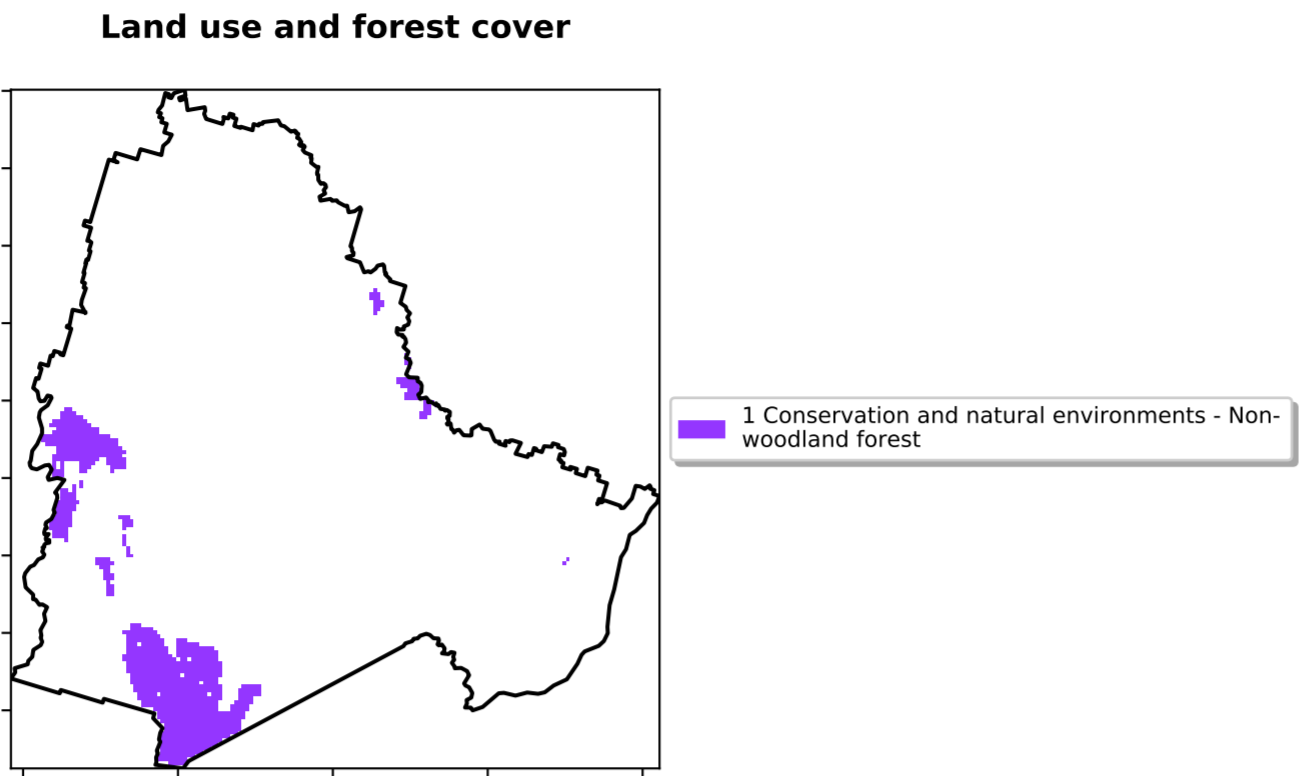 Land use and forest cover
1 Conservation and natural environments - Non-
woodland forest